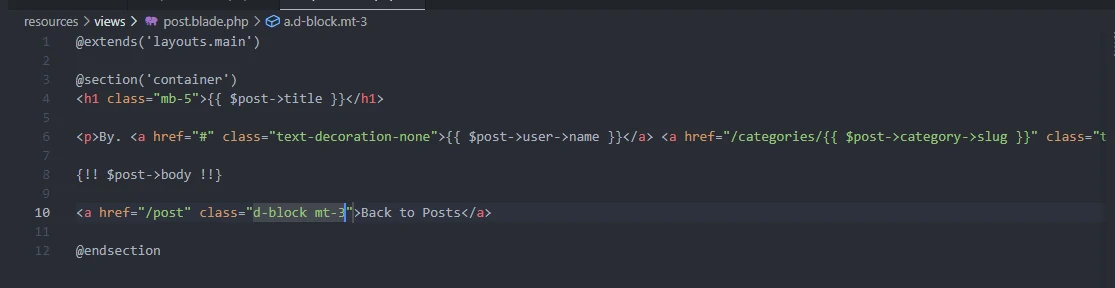 resources > views > post.blade.php > a.d-block.mt-3
1 @extends('layouts.main')
2
3 @section('container')
4 <h1 class="mb-5">{{ $post->title }}</h1>
5
6 <p>By. <a href="#" class="text-decoration-none">{{ $post->user->name }}</a> <a href="/categories/{{ $post->category->slug }}" class="t
7
8 {!! $post->body !!}
9
10 <a href="/post" class="d-block mt-3">Back to Posts</a>
11
12 @endsection